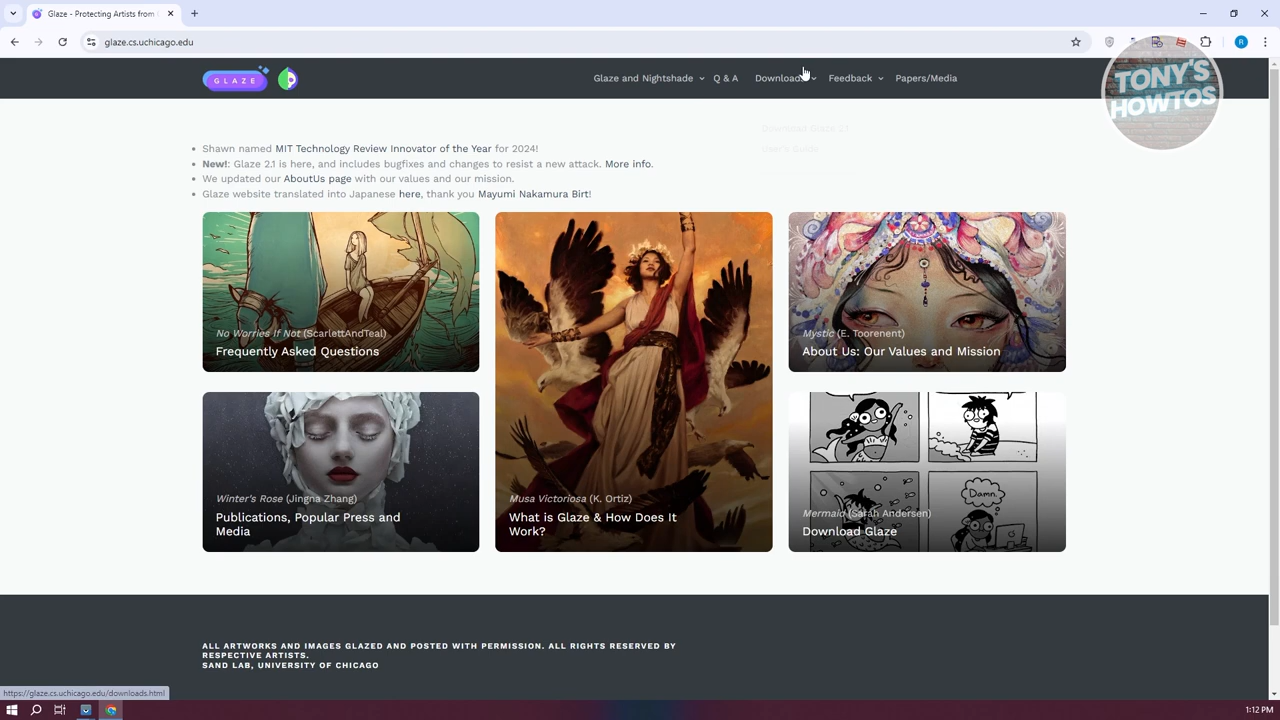 Glaze - Protecting Artists from
glaze.cs.uchicago.edu
R
GLAZE
Glaze and Nightshade
Q & A
Downloads
Feedback
Papers/Media
TONY'S
HOWTOS
Download Glaze 2.1
User's Guide
Shawn named MIT Technology Review Innovator of the Year for 2024!
New!: Glaze 2.1 is here, and includes bugfixes and changes to resist a new attack. More info.
We updated our AboutUs page with our values and our mission.
Glaze website translated into Japanese here, thank you Mayumi Nakamura Birt!
No Worries If Not (ScarlettAndTeal)
Frequently Asked Questions
Mystic (E. Toorenent)
About Us: Our Values and Mission
Winter's Rose (Jingna Zhang)
Publications, Popular Press and
Media
Musa Victoriosa (K. Ortiz)
What is Glaze & How Does It
Work?
Damn.
Mermaid (Sarah Andersen)
Download Glaze
ALL ARTWORKS AND IMAGES GLAZED AND POSTED WITH PERMISSION. ALL RIGHTS RESERVED BY
RESPECTIVE ARTISTS.
SAND LAB, UNIVERSITY OF CHICAGO
https://glaze.cs.uchicago.edu/downloads.html
1:12 PM